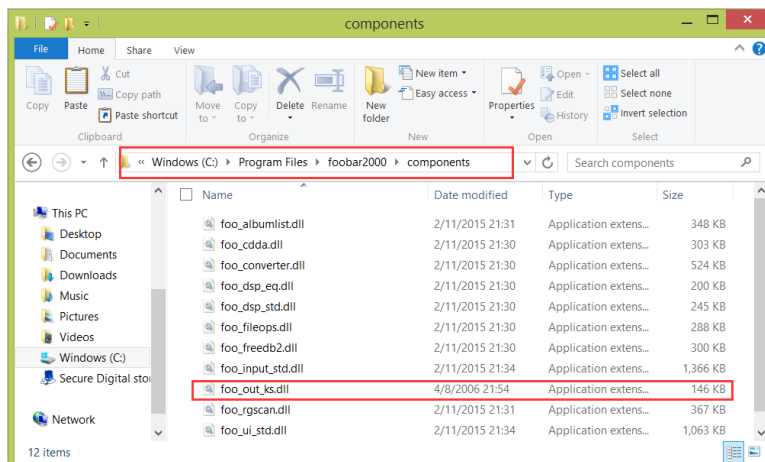 components
File Home Share View
Copy
Paste
Cut
Copy path
Paste shortcut
Clipboard
Move to
Copy to
Delete
Rename
Organize
New folder
New item
Easy access
New
Properties
Open
Edit
History
Open
Select all
Select none
Invert selection
Select
« Windows (C:) Program Files foobar2000 components
Search components
This PC
Desktop
Documents
Downloads
Music
Pictures
Videos
Windows (C:)
Secure Digital stor
Network
Name Date modified Type Size
foo_albumlist.dll 2/11/2015 21:31 Application extens... 348 KB
foo_cdda.dll 2/11/2015 21:30 Application extens... 303 KB
foo_converter.dll 2/11/2015 21:30 Application extens... 524 KB
foo_dsp_eq.dll 2/11/2015 21:30 Application extens... 200 KB
foo_dsp_std.dll 2/11/2015 21:30 Application extens... 245 KB
foo_fileops.dll 2/11/2015 21:30 Application extens... 288 KB
foo_freedb2.dll 2/11/2015 21:30 Application extens... 300 KB
foo_input_std.dll 2/11/2015 21:34 Application extens... 1,366 KB
foo_out_ks.dll 4/8/2006 21:54 Application extens... 146 KB
foo_rgscan.dll 2/11/2015 21:31 Application extens... 367 KB
foo_ui_std.dll 2/11/2015 21:34 Application extens... 1,063 KB
12 items